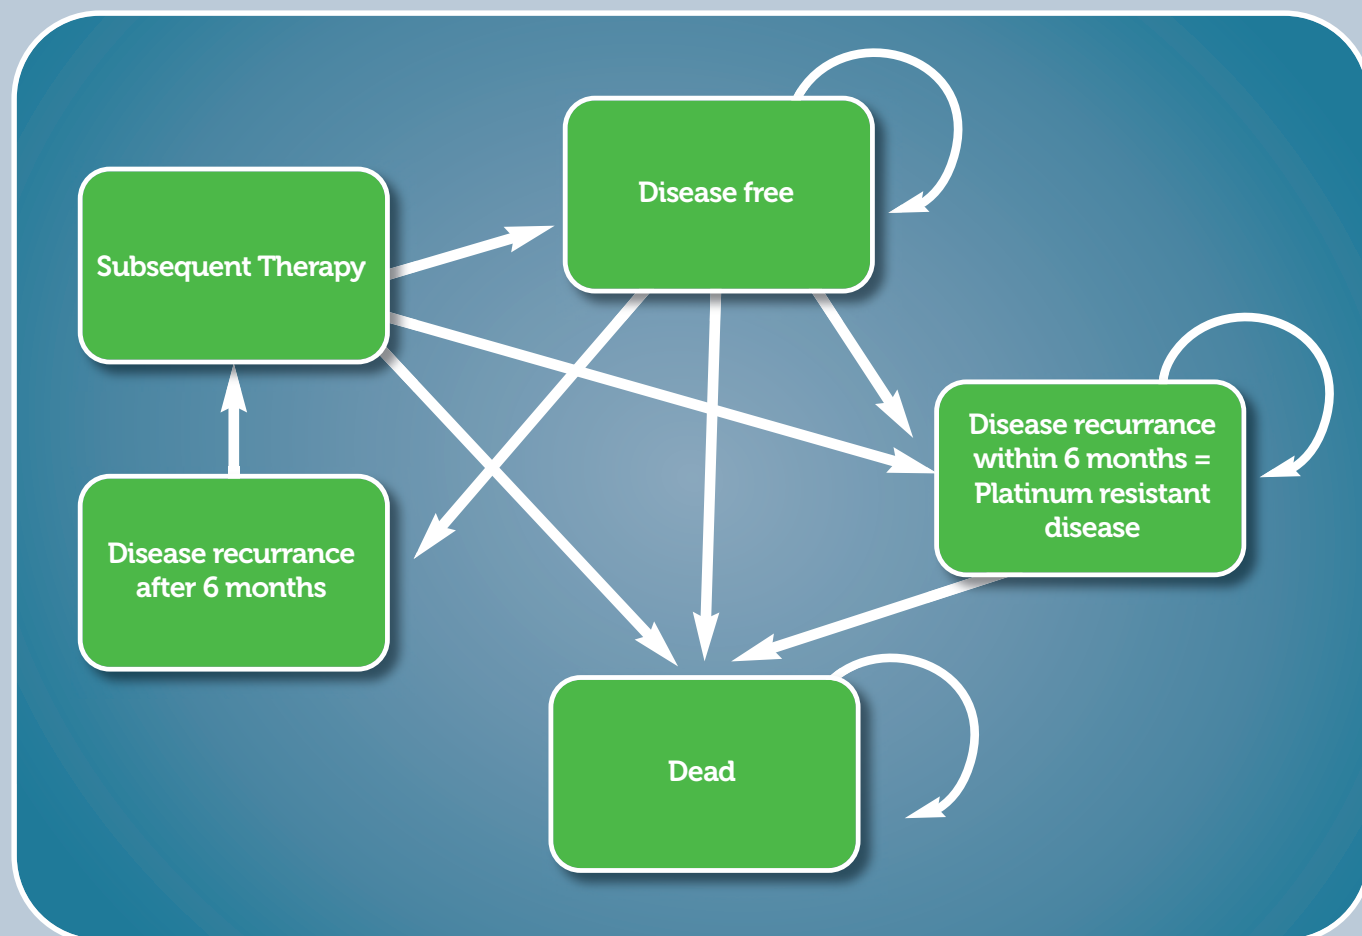 Disease free
Subsequent Therapy
Disease recurrance
within 6 months =
Platinum resistant
disease
Disease recurrance
after 6 months
Dead